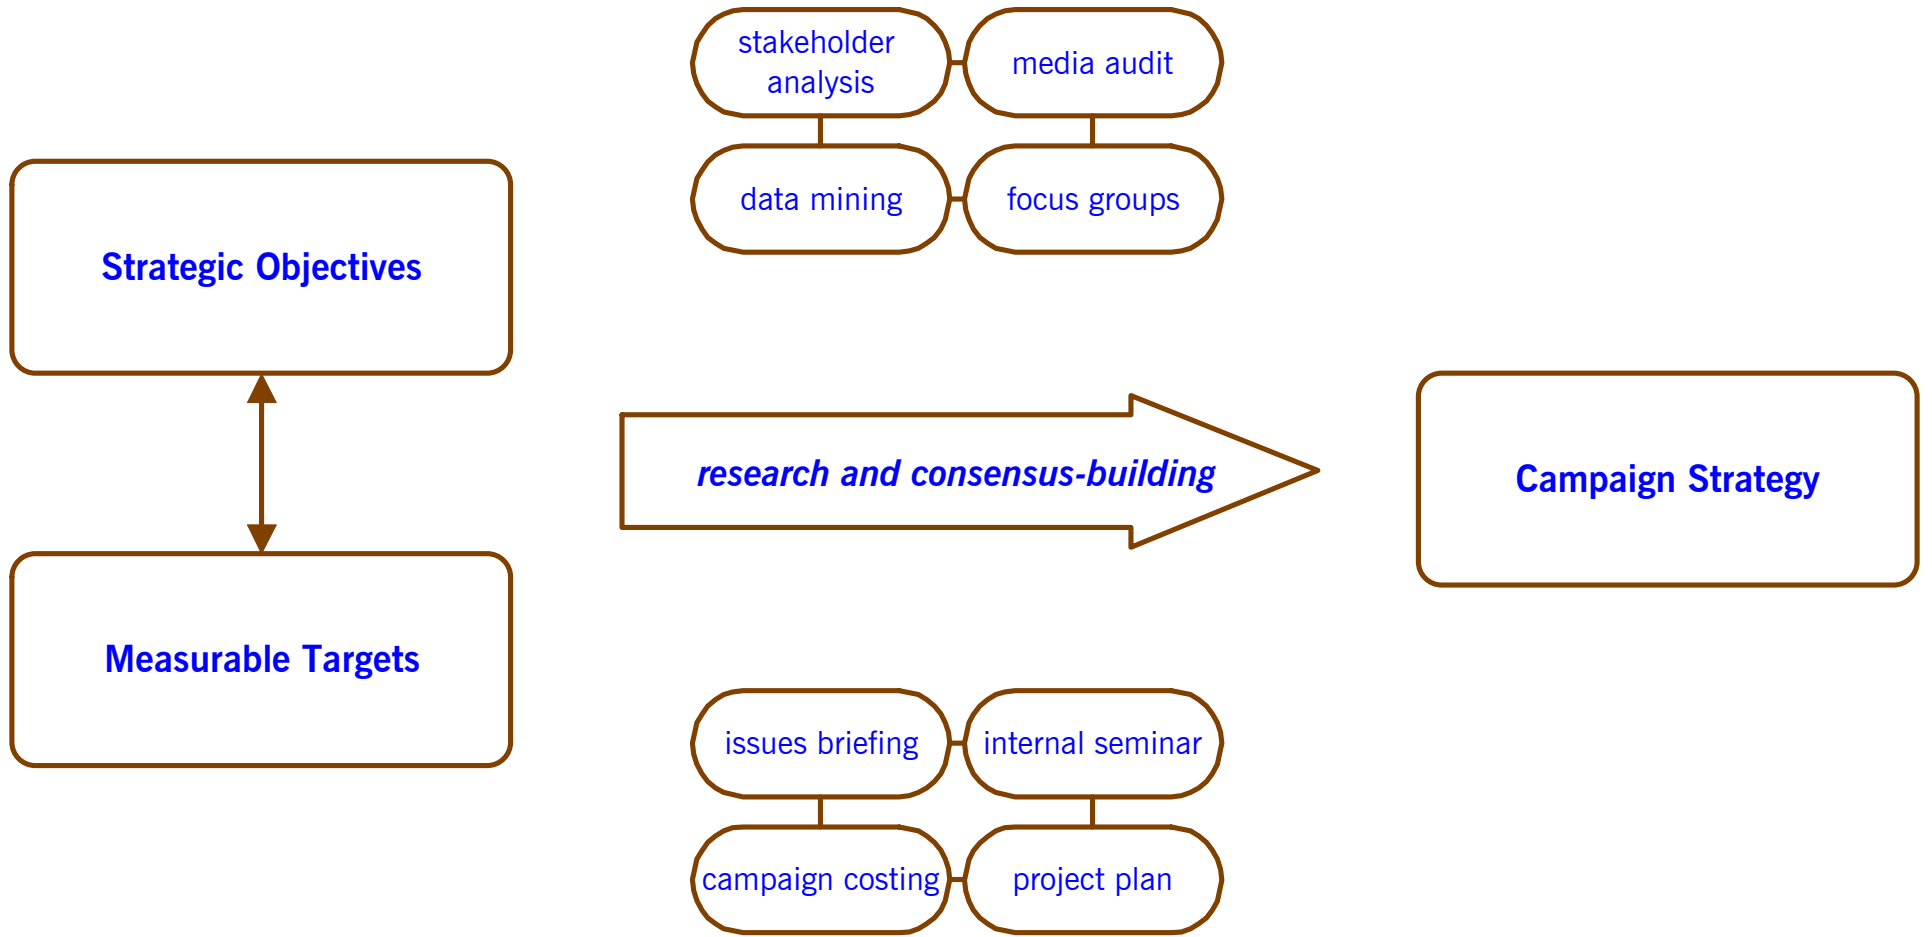 stakeholder
analysis
media audit
data mining
focus groups
Strategic Objectives
research and consensus-building
Campaign Strategy
Measurable Targets
issues briefing
internal seminar
campaign costing
project plan